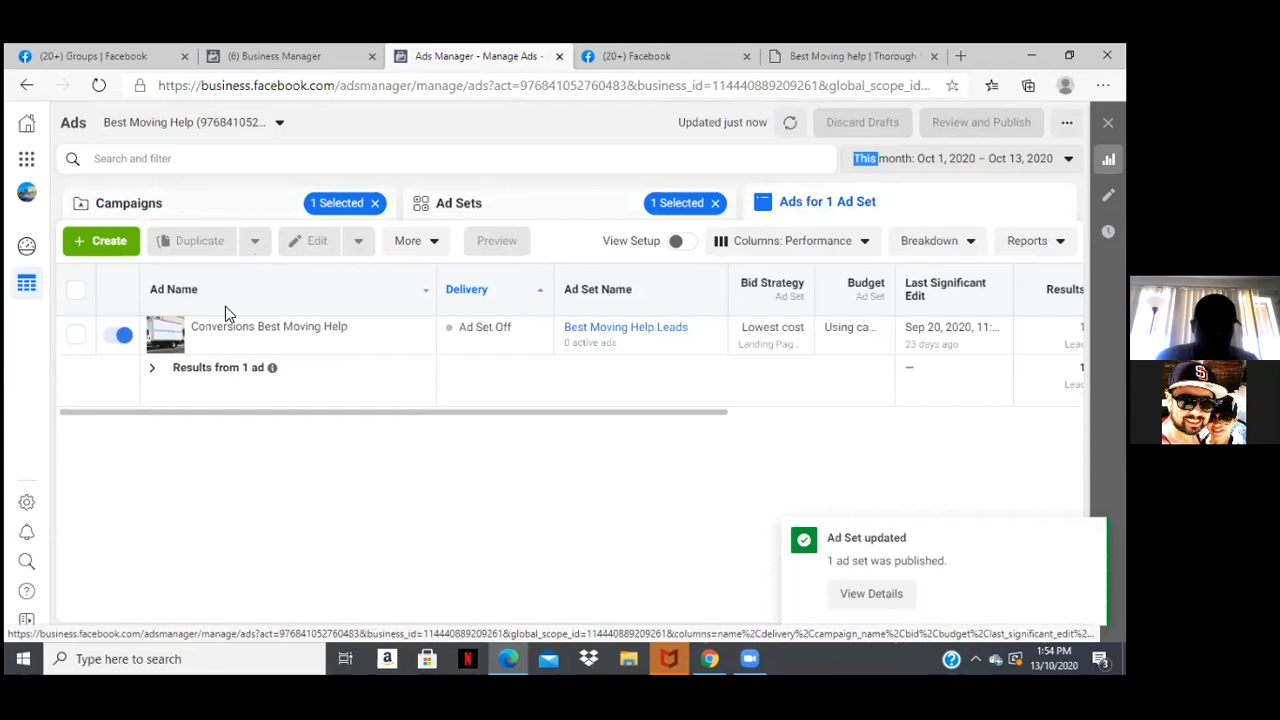 (20+) Groups | Facebook
(6) Business Manager
Ads Manager - Manage Ads -
(20+) Facebook
Best Moving help | Thorough
https://business.facebook.com/adsmanager/manage/ads?act=976841052760483&business_id=114440889209261&global_scope_id...
Ads
Best Moving Help (976841052...
Updated just now
Discard Drafts
Review and Publish
Search and filter
This month: Oct 1, 2020 – Oct 13, 2020
Campaigns
1 Selected
Ad Sets
1 Selected
Ads for 1 Ad Set
+ Create
Duplicate
Edit
More
Preview
View Setup
Columns: Performance
Breakdown
Reports
Ad Name
Delivery
Ad Set Name
Bid Strategy
Ad Set
Budget
Ad Set
Last Significant
Edit
Results
Conversions Best Moving Help
Ad Set Off
Best Moving Help Leads
0 active ads
Lowest cost
Landing Pag...
Using ca...
Sep 20, 2020, 11:...
23 days ago
1
Lea
Results from 1 ad
—
1
Lea
Ad Set updated
1 ad set was published.
View Details
https://business.facebook.com/adsmanager/manage/ads?act=976841052760483&business_id=114440889209261&global_scope_id=114440889209261&columns=name%2Cdelivery%2Ccampaign_name%2Cbid%2Cbudget%2Clast_significant_edit%2...
Type here to search
1:54 PM
13/10/2020
3